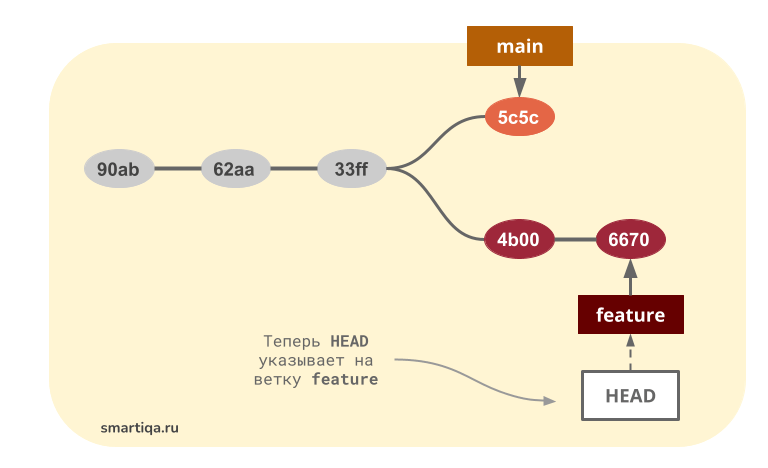 main
5c5c
90ab
62aa
33ff
4b00
6670
feature
Теперь HEAD
указывает на
ветку feature
HEAD
smartiqa.ru